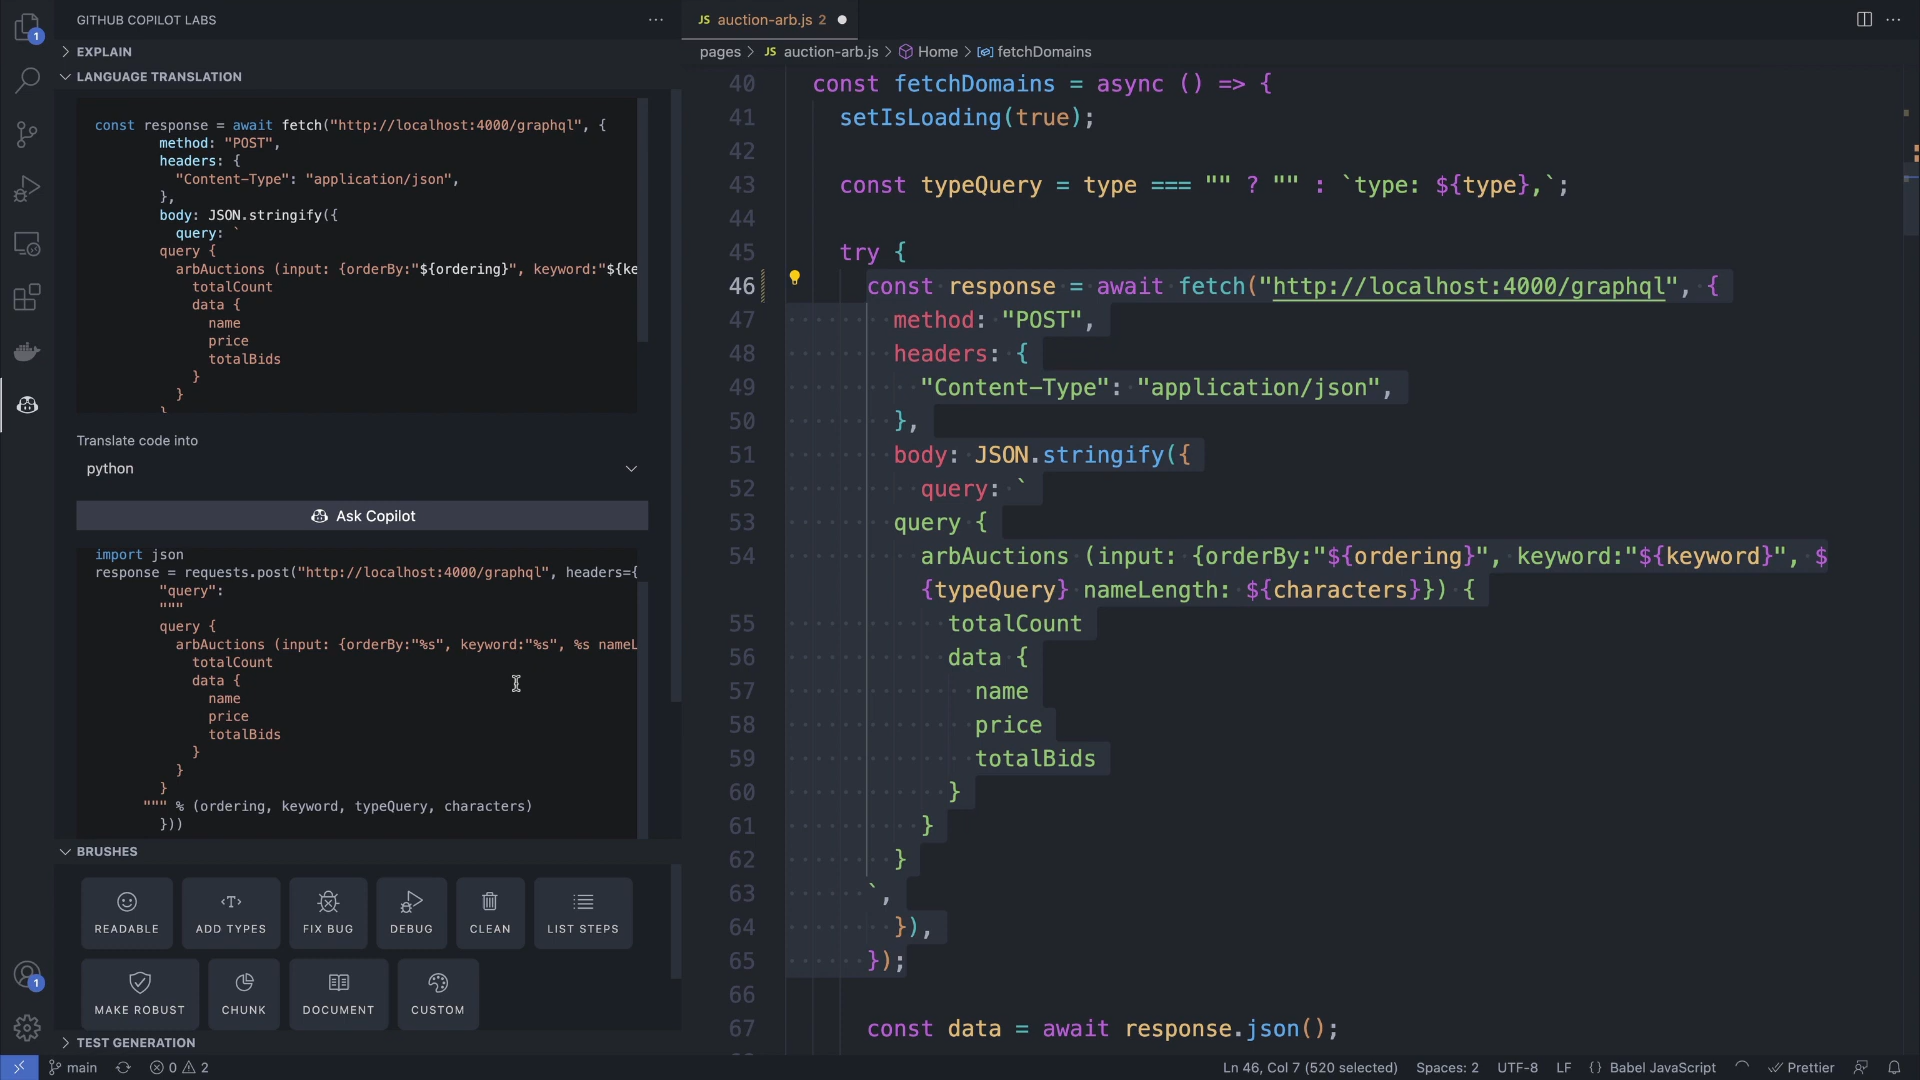 GITHUB COPILOT LABS
EXPLAIN
LANGUAGE TRANSLATION
const response = await fetch("http://localhost:4000/graphql", {
method: "POST",
headers: {
"Content-Type": "application/json",
},
body: JSON.stringify({
query: `
query {
arbAuctions (input: {orderBy:"${ordering}", keyword:"${ke
totalCount
data {
name
price
totalBids
}
}
}
Translate code into
python
Ask Copilot
import json
response = requests.post("http://localhost:4000/graphql", headers={
"query":
"""
query {
arbAuctions (input: {orderBy:"%s", keyword:"%s", %s nameL
totalCount
data {
name
price
totalBids
}
}
}
""" % (ordering, keyword, typeQuery, characters)
}))
BRUSHES
READABLE
ADD TYPES
FIX BUG
DEBUG
CLEAN
LIST STEPS
MAKE ROBUST
CHUNK
DOCUMENT
CUSTOM
TEST GENERATION
JS auction-arb.js 2
pages > JS auction-arb.js > Home > fetchDomains
40 const fetchDomains = async () => {
41 setIsLoading(true);
42
43 const typeQuery = type === "" ? "" : `type: ${type},`;
44
45 try {
46 const response = await fetch("http://localhost:4000/graphql", {
47 method: "POST",
48 headers: {
49 "Content-Type": "application/json",
50 },
51 body: JSON.stringify({
52 query: `
53 query {
54 arbAuctions (input: {orderBy:"${ordering}", keyword:"${keyword}", $
{typeQuery} nameLength: ${characters}}) {
55 totalCount
56 data {
57 name
58 price
59 totalBids
60 }
61 }
62 }
63 `,
64 }),
65 });
66
67 const data = await response.json();
1
1
main
0
2
Ln 46, Col 7 (520 selected)
Spaces: 2
UTF-8
LF
{} Babel JavaScript
Prettier